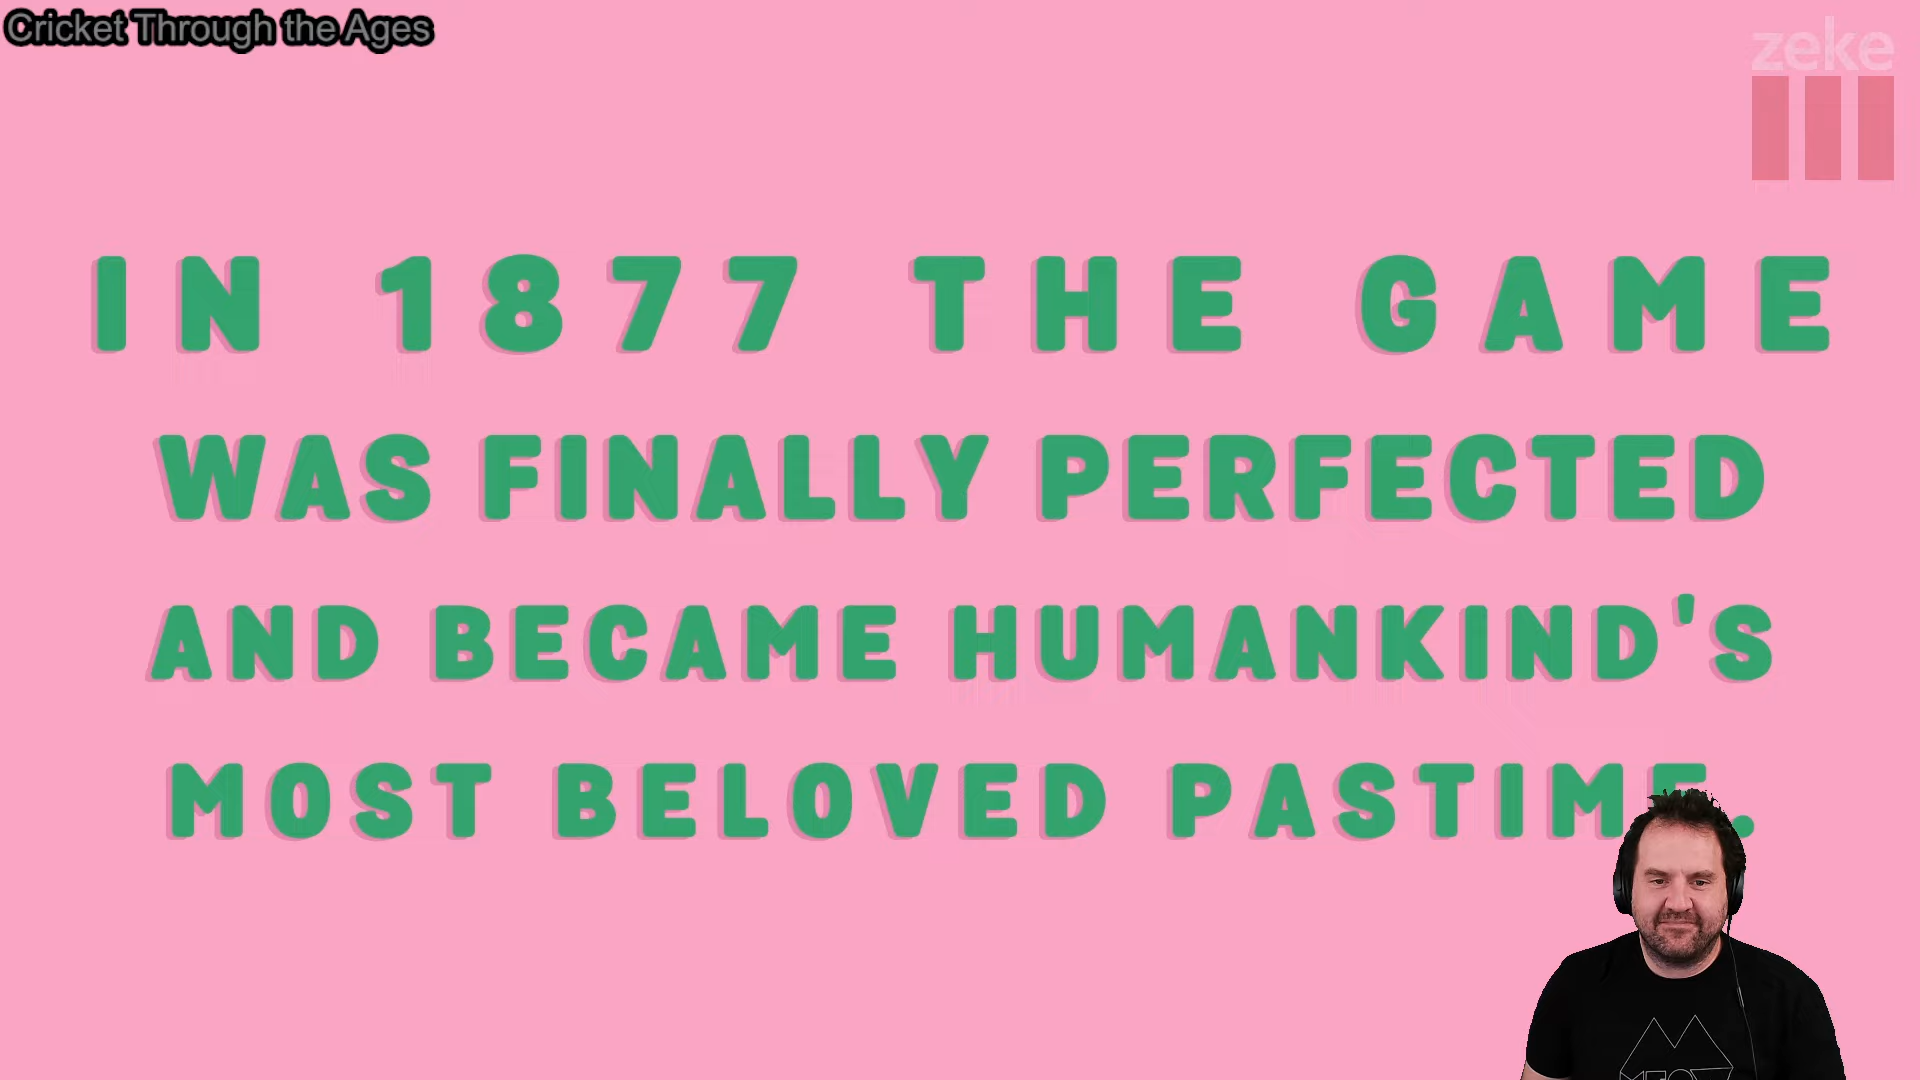 Cricket Through the Ages
zeke
IN 1877 THE GAME
WAS FINALLY PERFECTED
AND BECAME HUMANKIND'S
MOST BELOVED PASTIME.